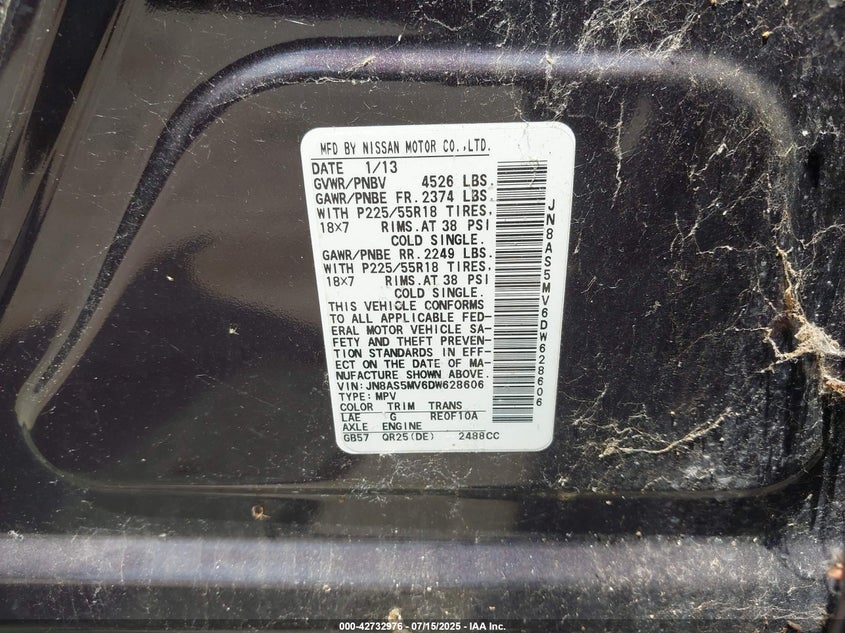 MFD BY NISSAN MOTOR CO.,LTD.
DATE 1/13
GVWR/PNBV 4526 LBS.
GAWR/PNBE FR. 2374 LBS.
WITH P225/55R18 TIRES,
18X7 RIMS.AT 38 PSI
COLD SINGLE.
GAWR/PNBE RR. 2249 LBS.
WITH P225/55R18 TIRES,
18X7 RIMS.AT 38 PSI
COLD SINGLE.
THIS VEHICLE CONFORMS
TO ALL APPLICABLE FED-
ERAL MOTOR VEHICLE SA-
FETY AND THEFT PREVEN-
TION STANDARDS IN EFF-
ECT ON THE DATE OF MA-
NUFACTURE SHOWN ABOVE.
VIN: JN8AS5MV6DW628606
TYPE: MPV
COLOR TRIM TRANS
LAE G RE0F10A
AXLE ENGINE
GB57 QR25(DE) 2488CC
JN8AS5MV6DW628606
000-42732976 - 07/15/2025 - IAA Inc.